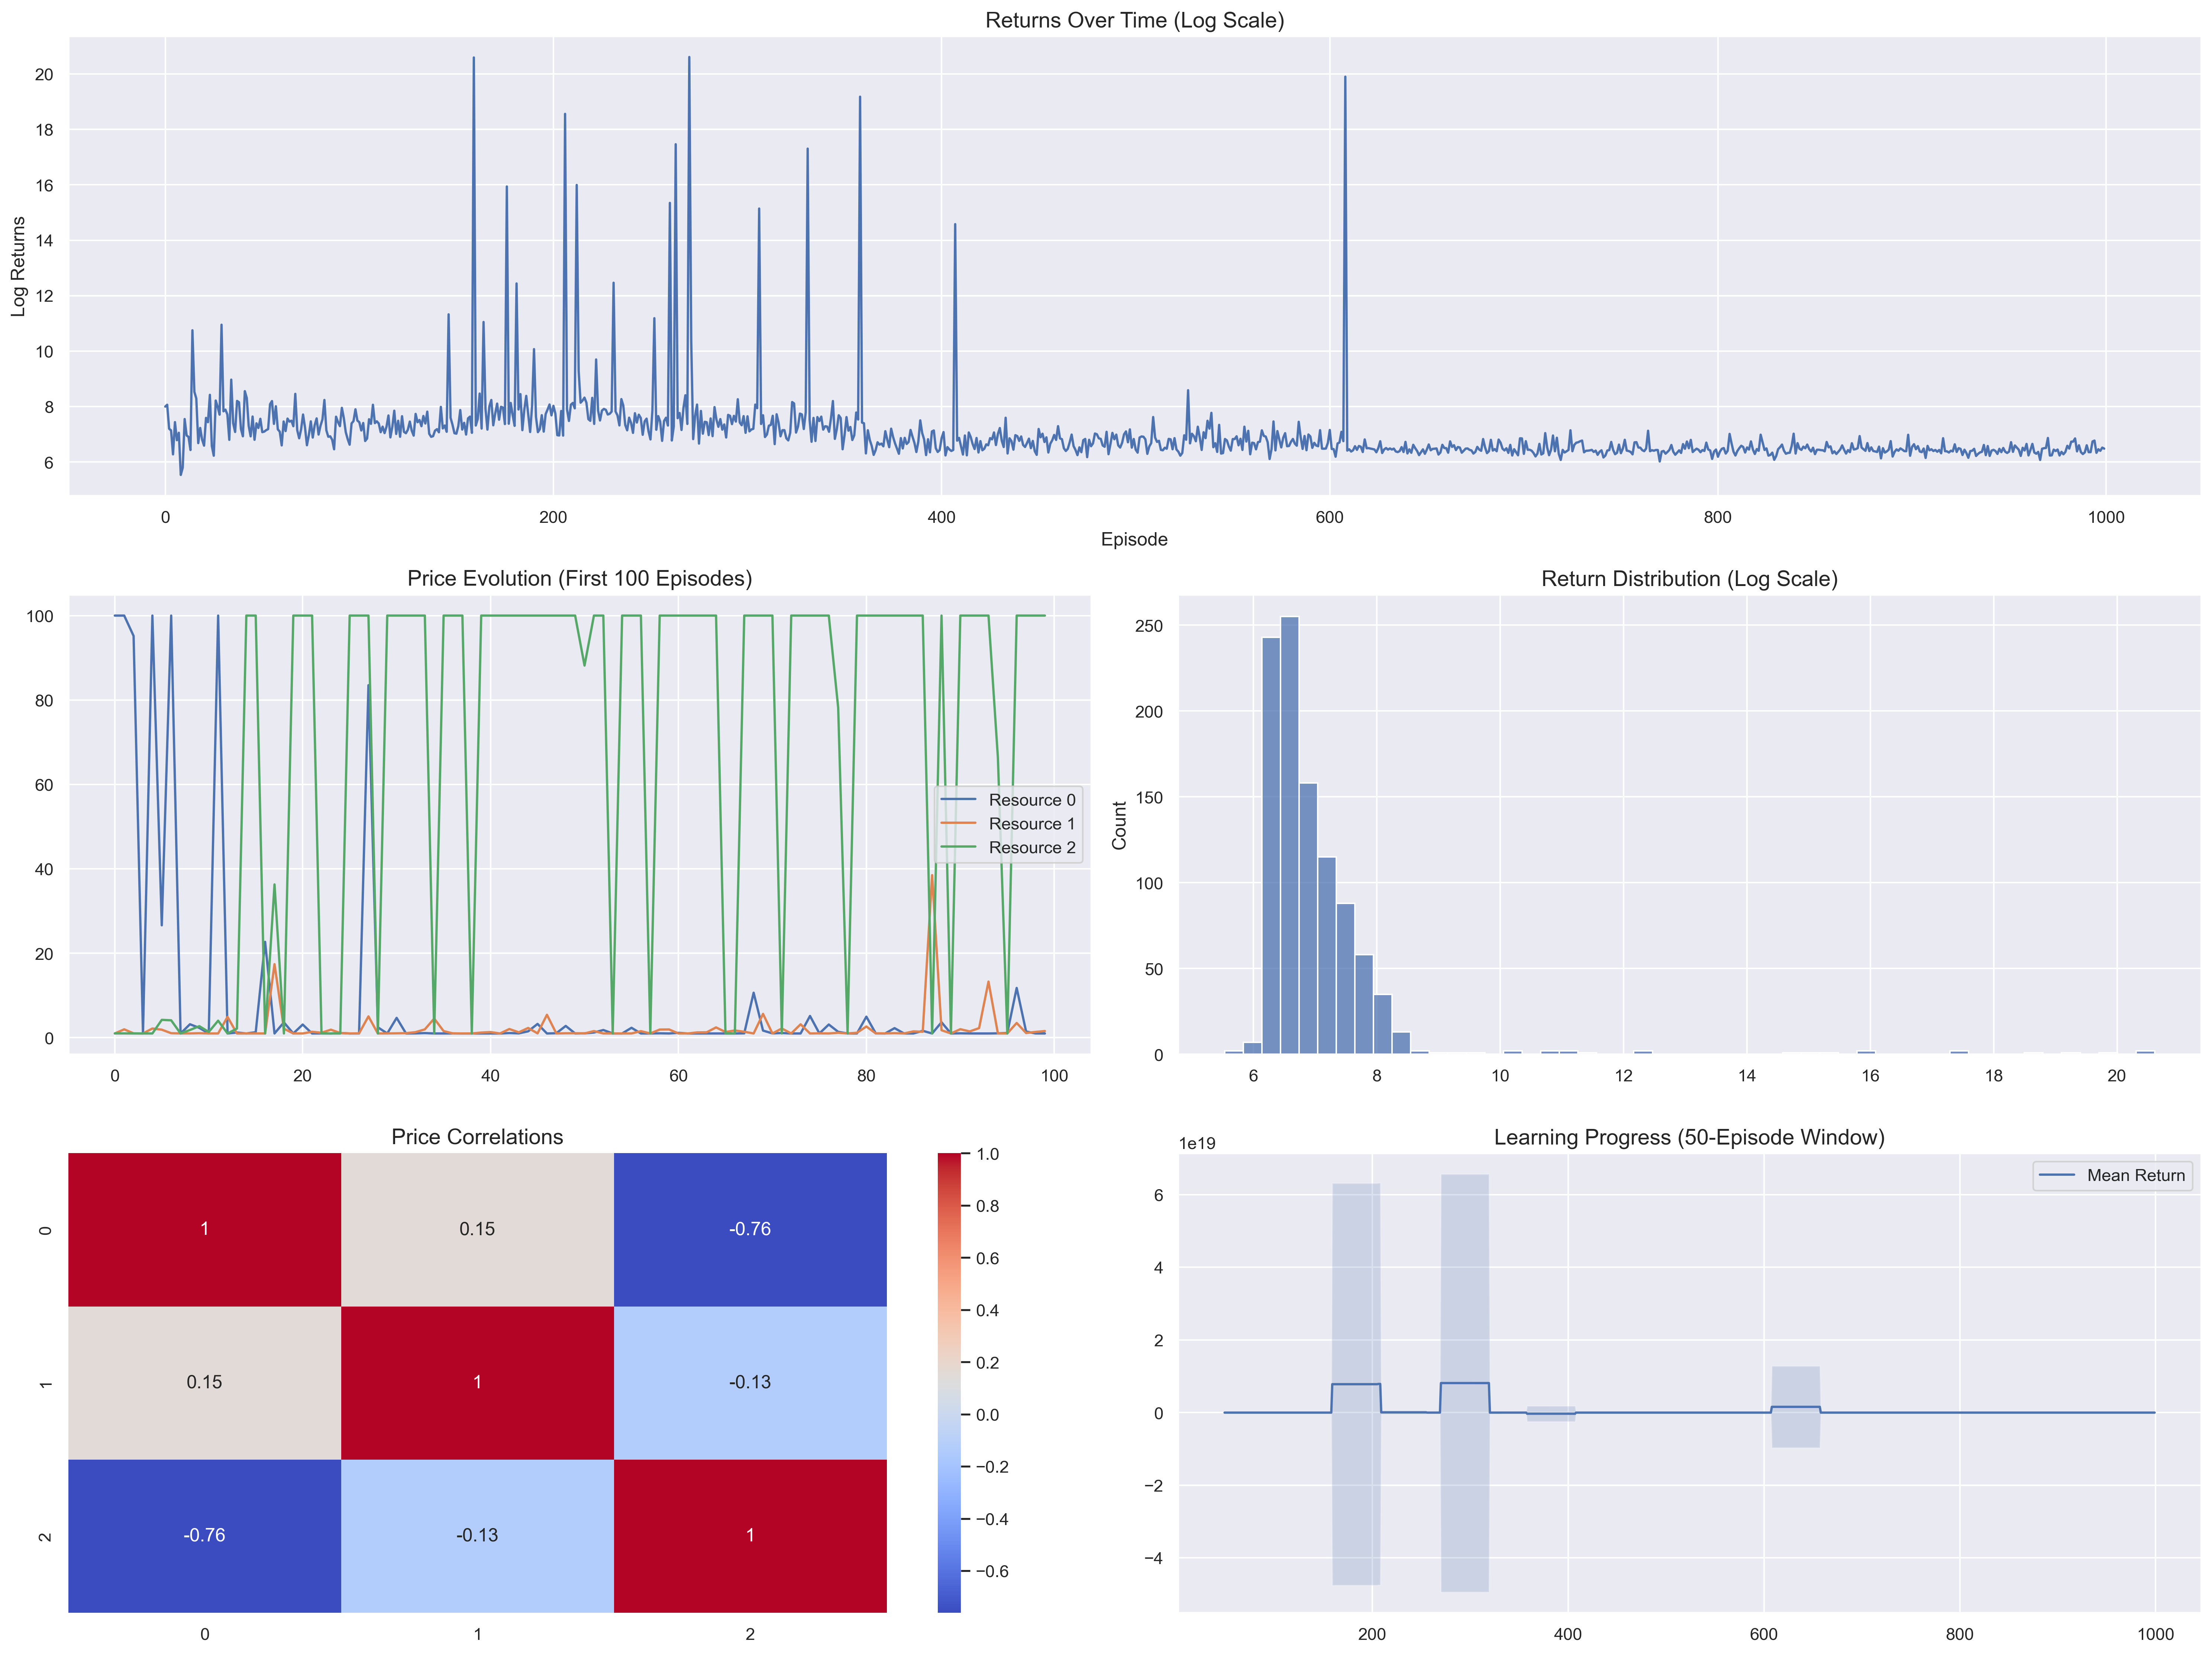 Returns Over Time (Log Scale)
Log Returns
20
18
16
14
12
10
8
6
0 200 400 600 800 1000
Episode
Price Evolution (First 100 Episodes)
100
80
60
40
20
0
0 20 40 60 80 100
Resource 0
Resource 1
Resource 2
Return Distribution (Log Scale)
Count
250
200
150
100
50
0
6 8 10 12 14 16 18 20
Price Correlations
0
1
2
1 0.15 -0.76
0.15 1 -0.13
-0.76 -0.13 1
0 1 2
1.0
0.8
0.6
0.4
0.2
0.0
−0.2
−0.4
−0.6
Learning Progress (50-Episode Window)
1e19
Mean Return
6
4
2
0
−2
−4
200 400 600 800 1000